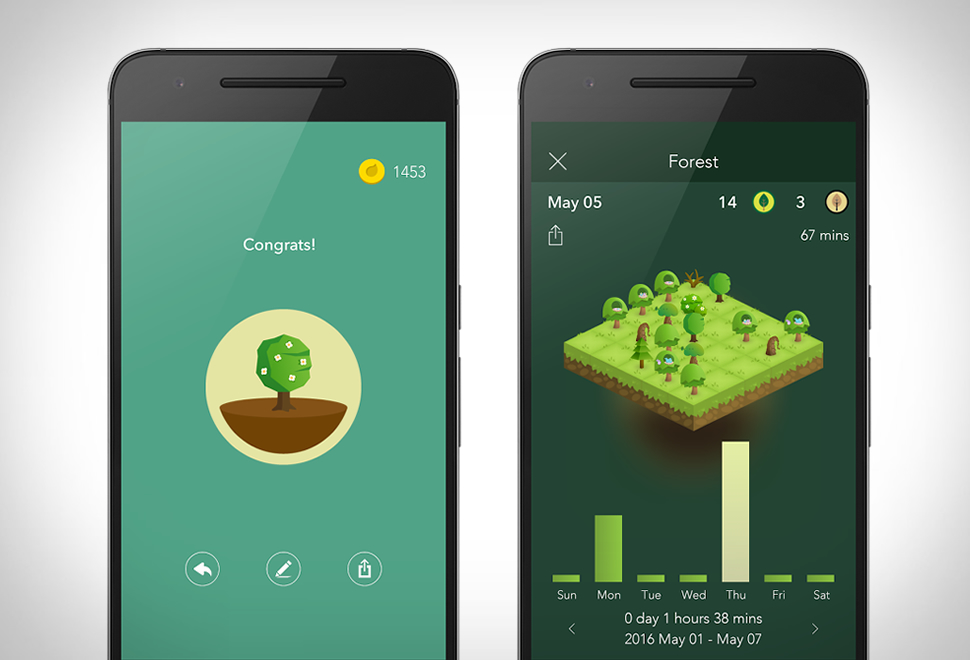 1453
Congrats!
Forest
May 05 14 3
67 mins
Sun Mon Tue Wed Thu Fri Sat
0 day 1 hours 38 mins
2016 May 01 - May 07